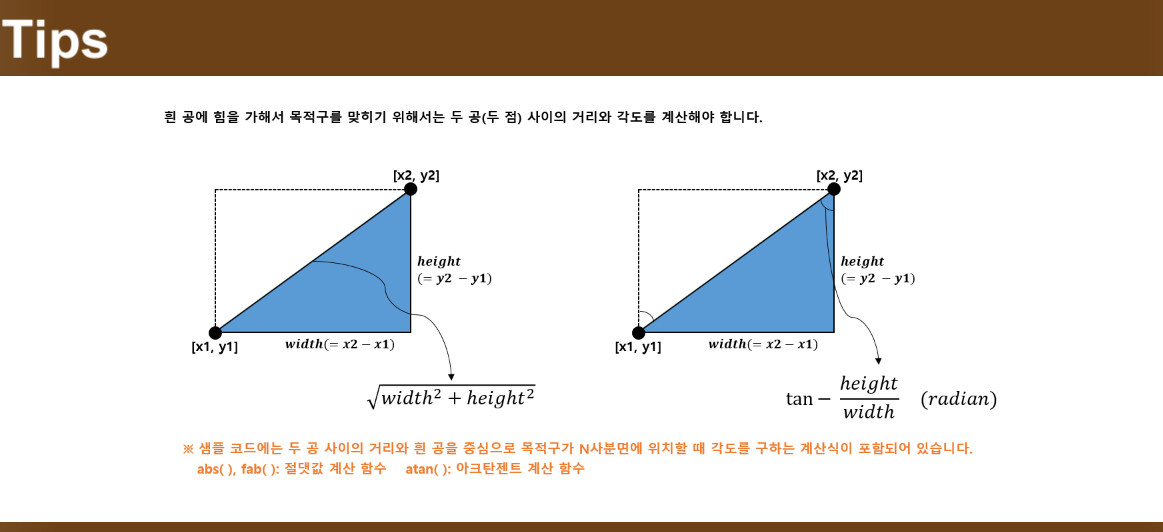 Tips
흰 공에 힘을 가해서 목적구를 맞히기 위해서는 두 공(두 점) 사이의 거리와 각도를 계산해야 합니다.
[x2, y2]
height
(= y2 − y1)
[x1, y1]
width(= x2 − x1)
√width² + height²
[x2, y2]
height
(= y2 − y1)
[x1, y1]
width(= x2 − x1)
tan − height/width (radian)
※ 샘플 코드에는 두 공 사이의 거리와 흰 공을 중심으로 목적구가 N사분면에 위치할 때 각도를 구하는 계산식이 포함되어 있습니다.
abs( ), fab( ): 절댓값 계산 함수 atan( ): 아크탄젠트 계산 함수